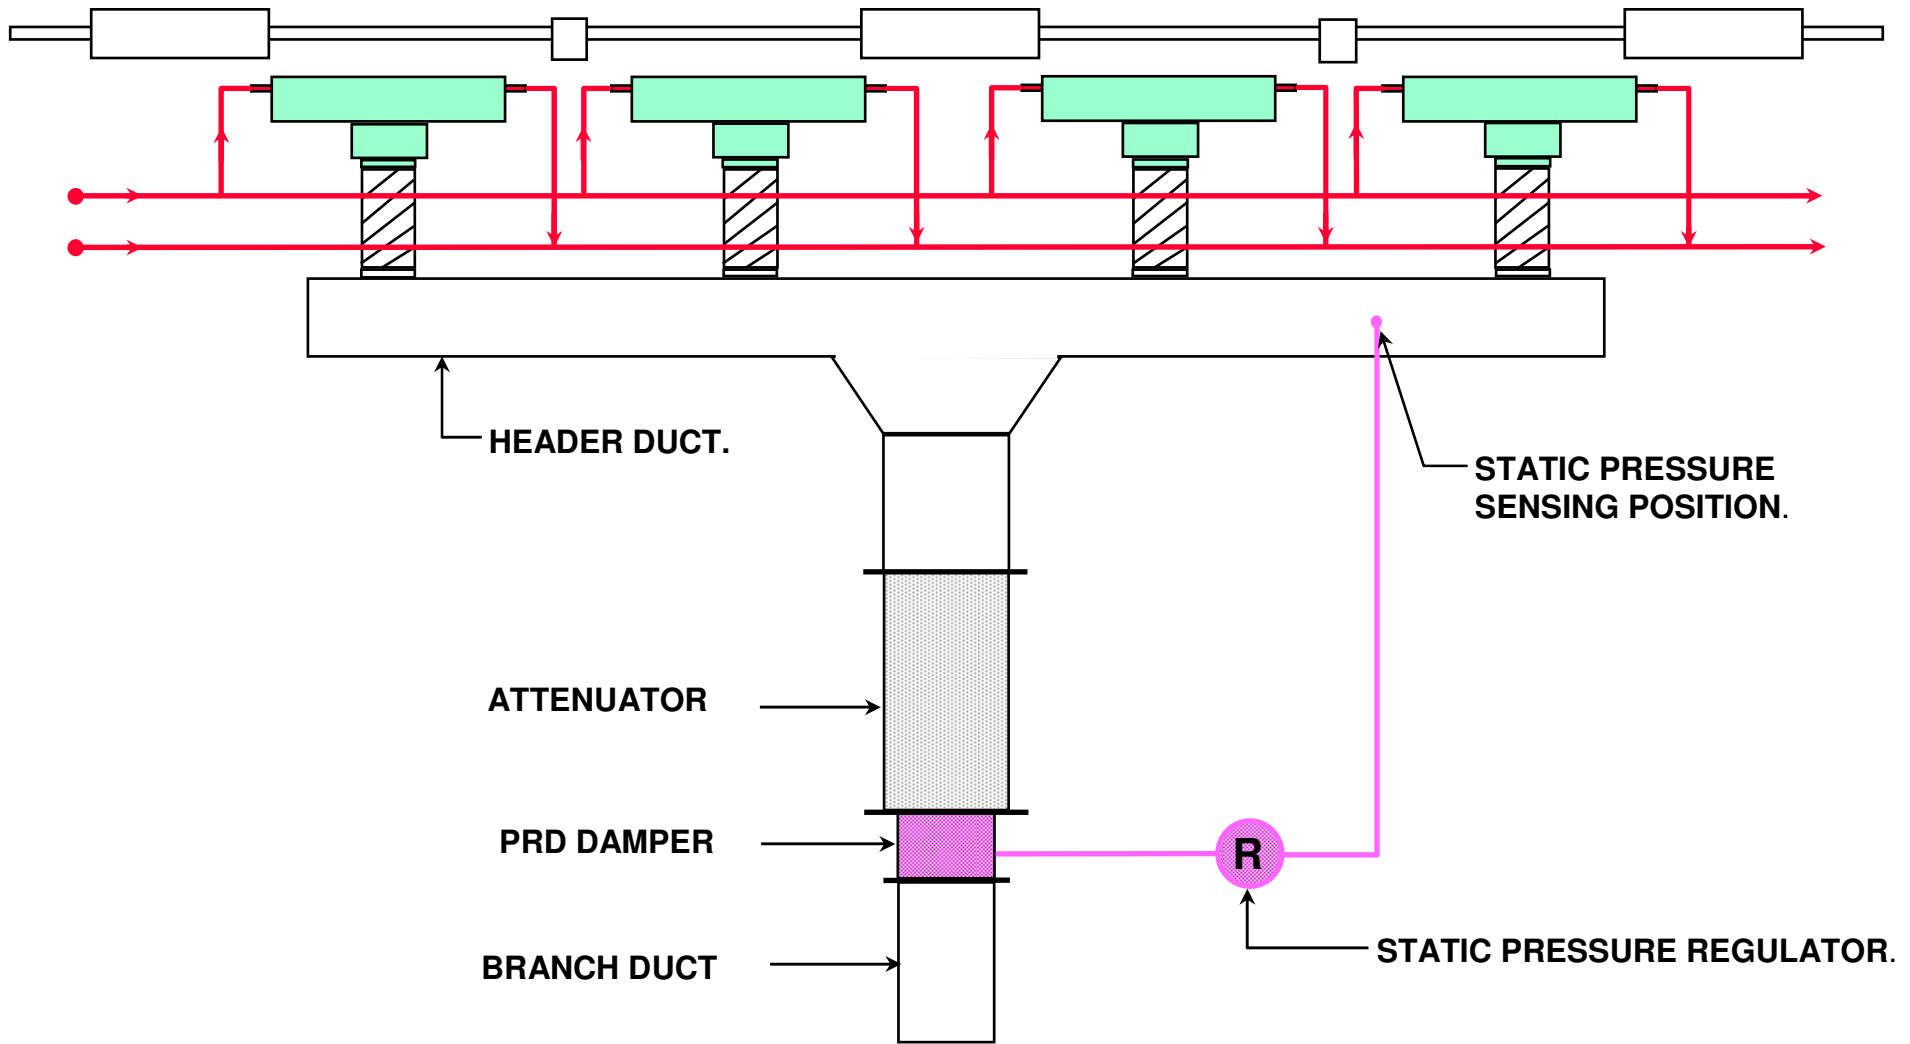 HEADER DUCT.
STATIC PRESSURE
SENSING POSITION.
ATTENUATOR
PRD DAMPER
R
BRANCH DUCT
STATIC PRESSURE REGULATOR.